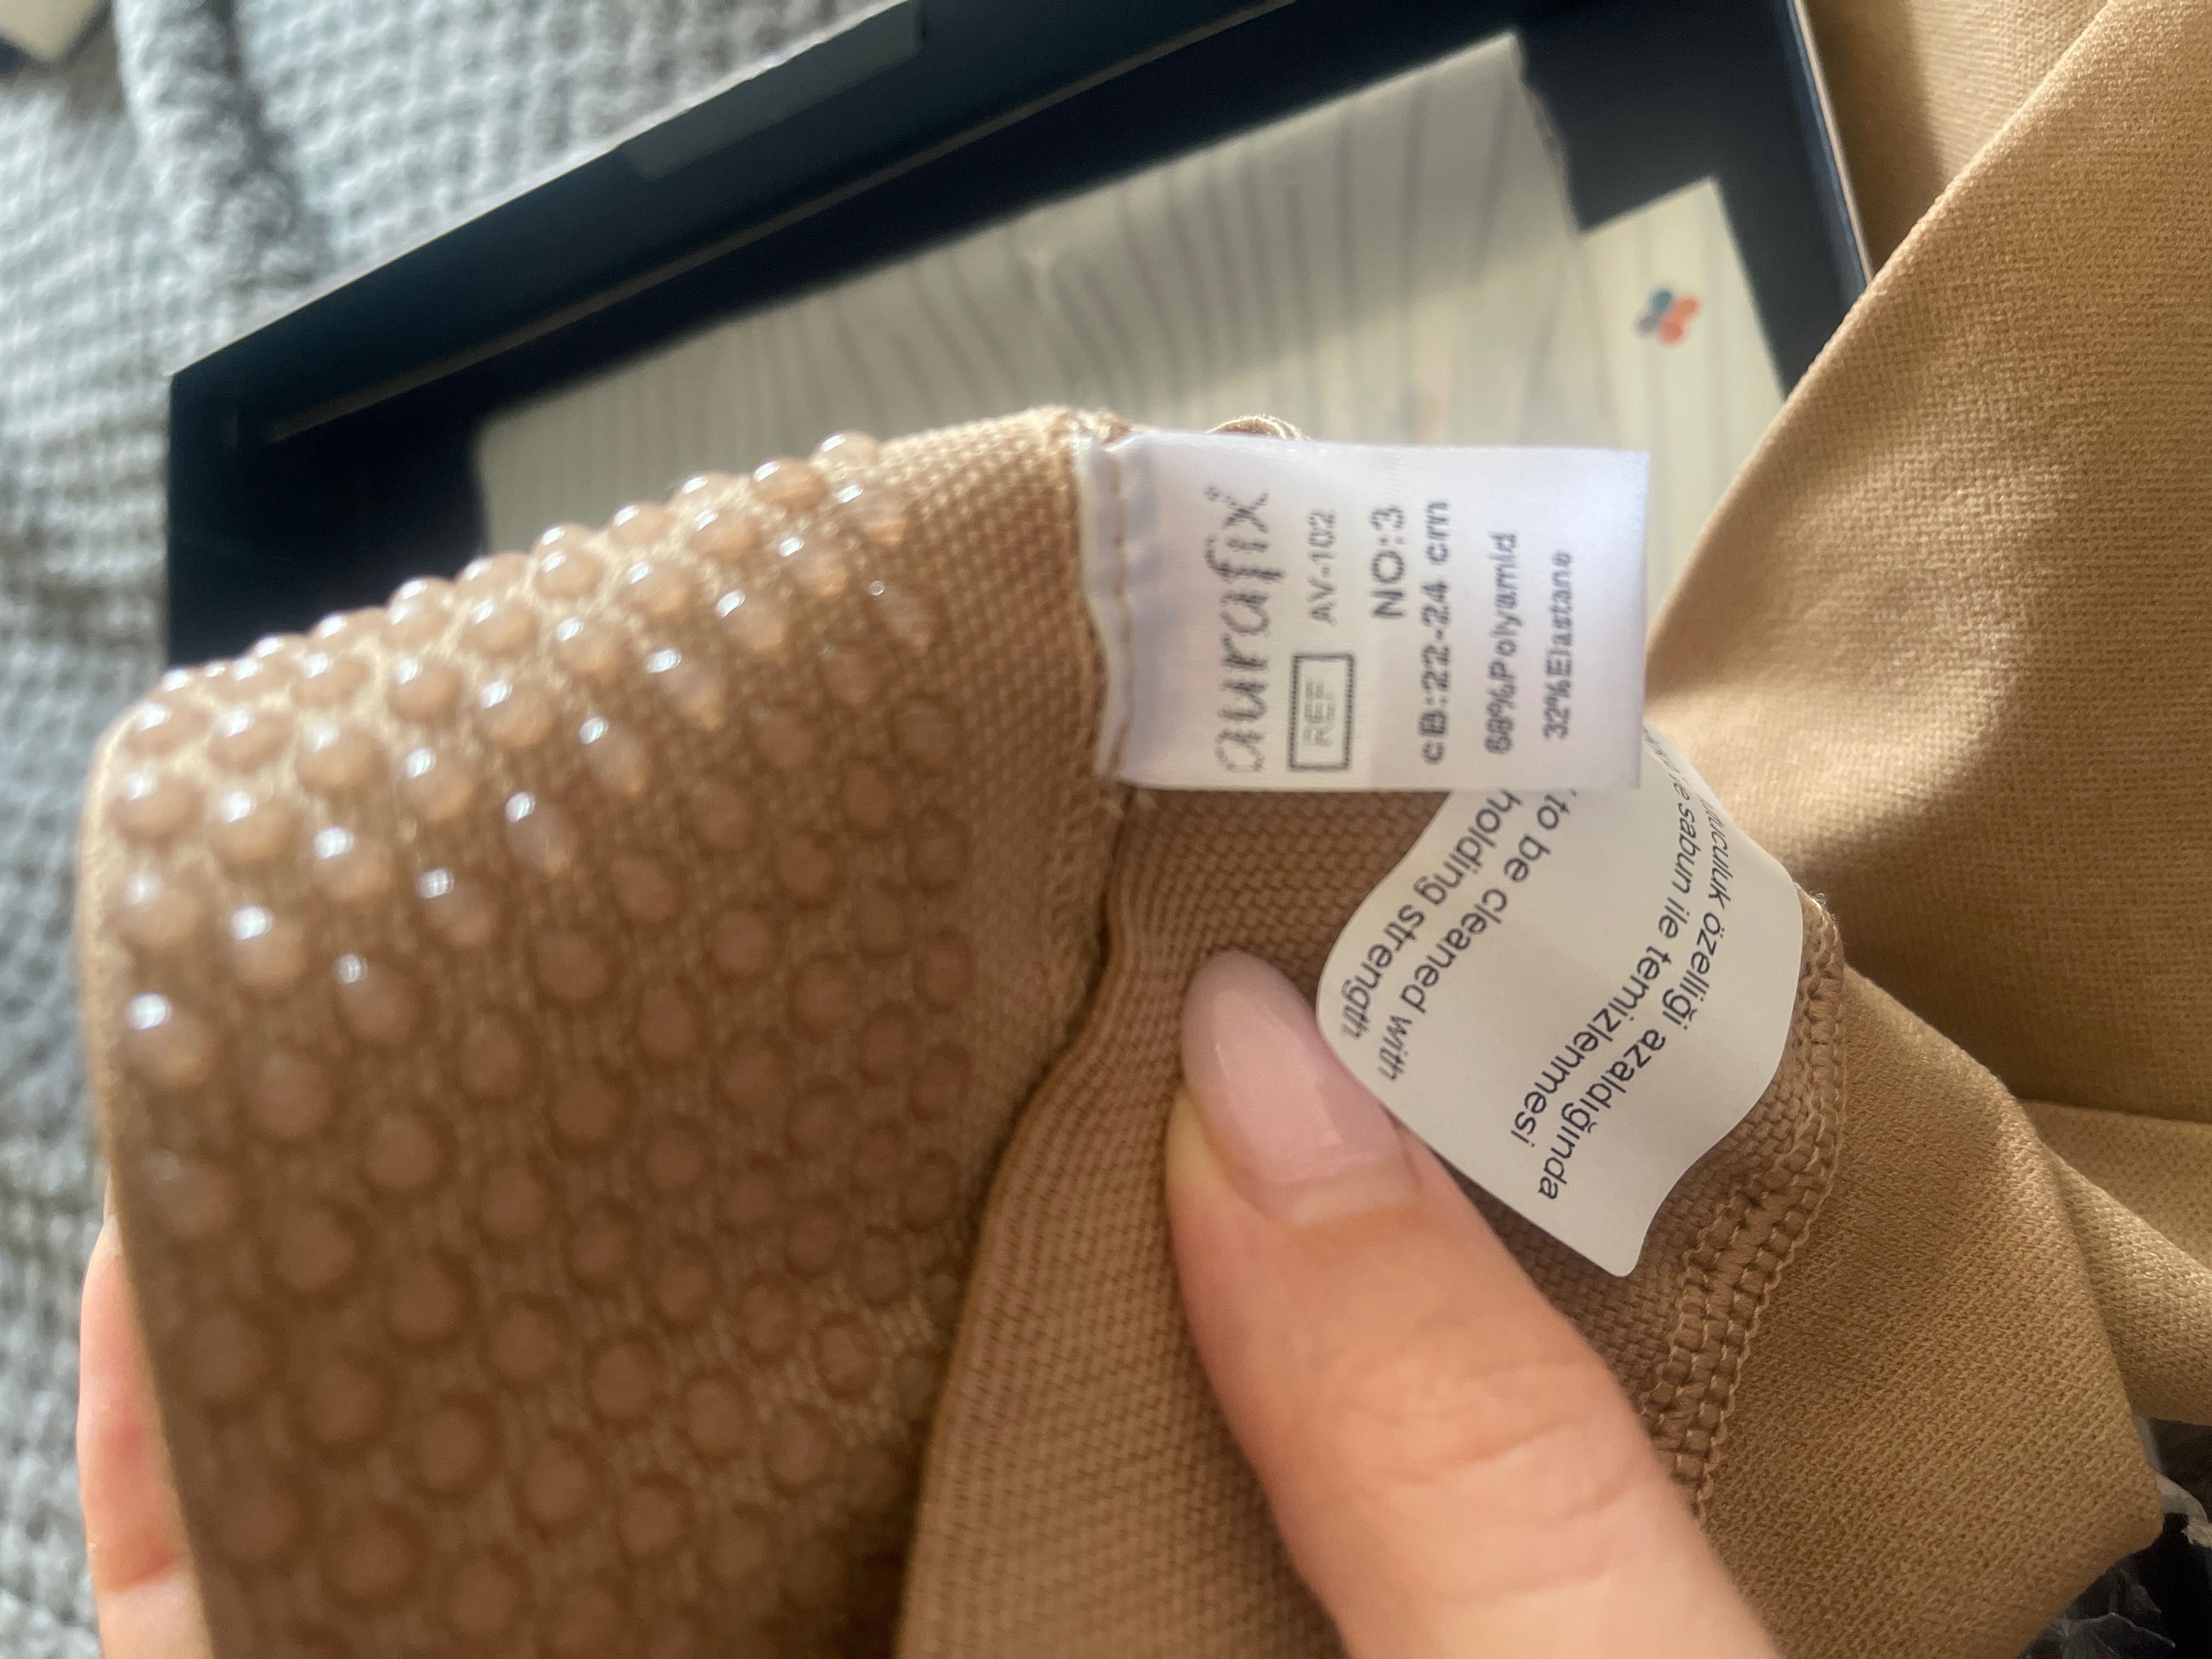 aurafix
REF AV-102
NO:3
cB:22-24 cm
68%Polyamid
32%Elastane
to be cleaned with
holding strength.
özelliği azaldığında
sabun ile temizlenmesi